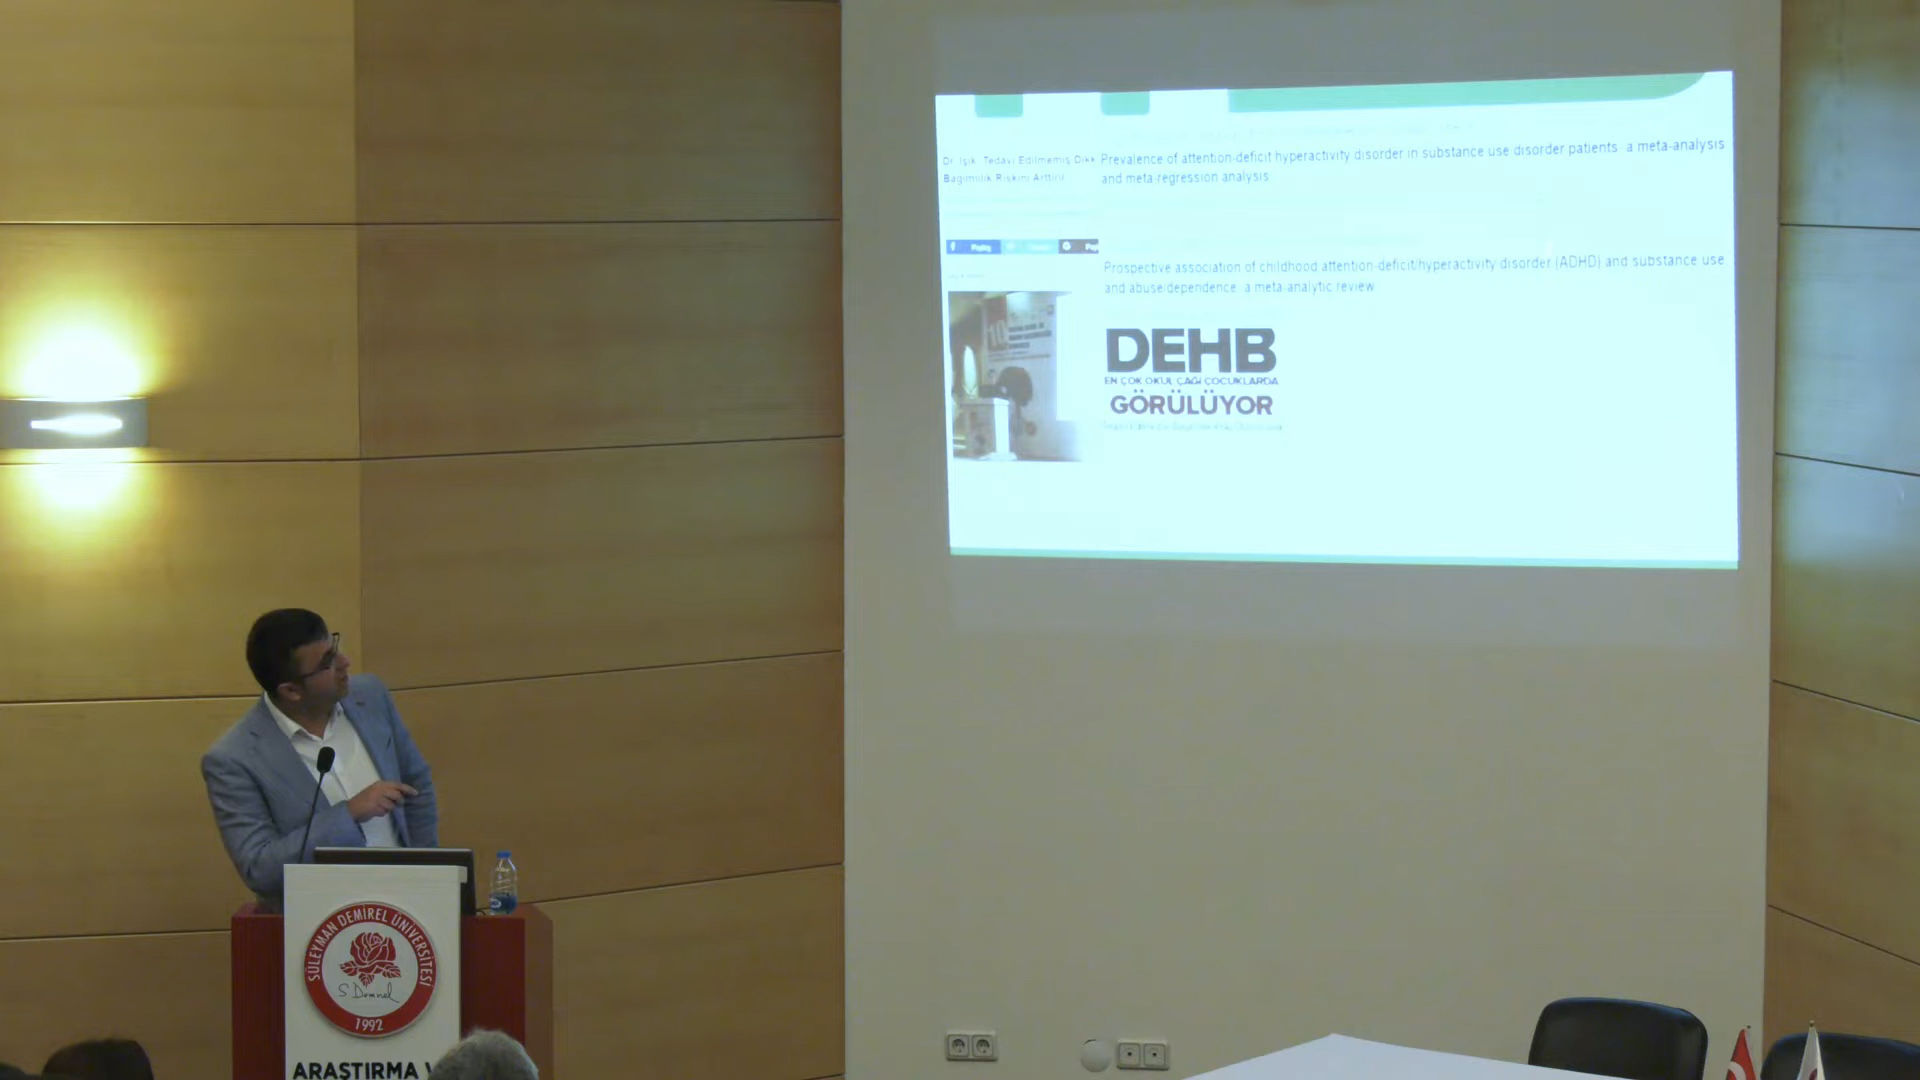 Dr. Işık: Tedavi Edilmemiş Dikk
Bağımlılık Riskini Arttırır
Prevalence of attention-deficit hyperactivity disorder in substance use disorder patients: a meta-analysis
and meta-regression analysis
Prospective association of childhood attention-deficit/hyperactivity disorder (ADHD) and substance use
and abuse/dependence: a meta-analytic review
Paylaş
10
DEHB
EN ÇOK OKUL ÇAĞI ÇOCUKLARDA
GÖRÜLÜYOR
SÜLEYMAN DEMİREL ÜNİVERSİTESİ
S Demirel
1992
ARAŞTIRMA